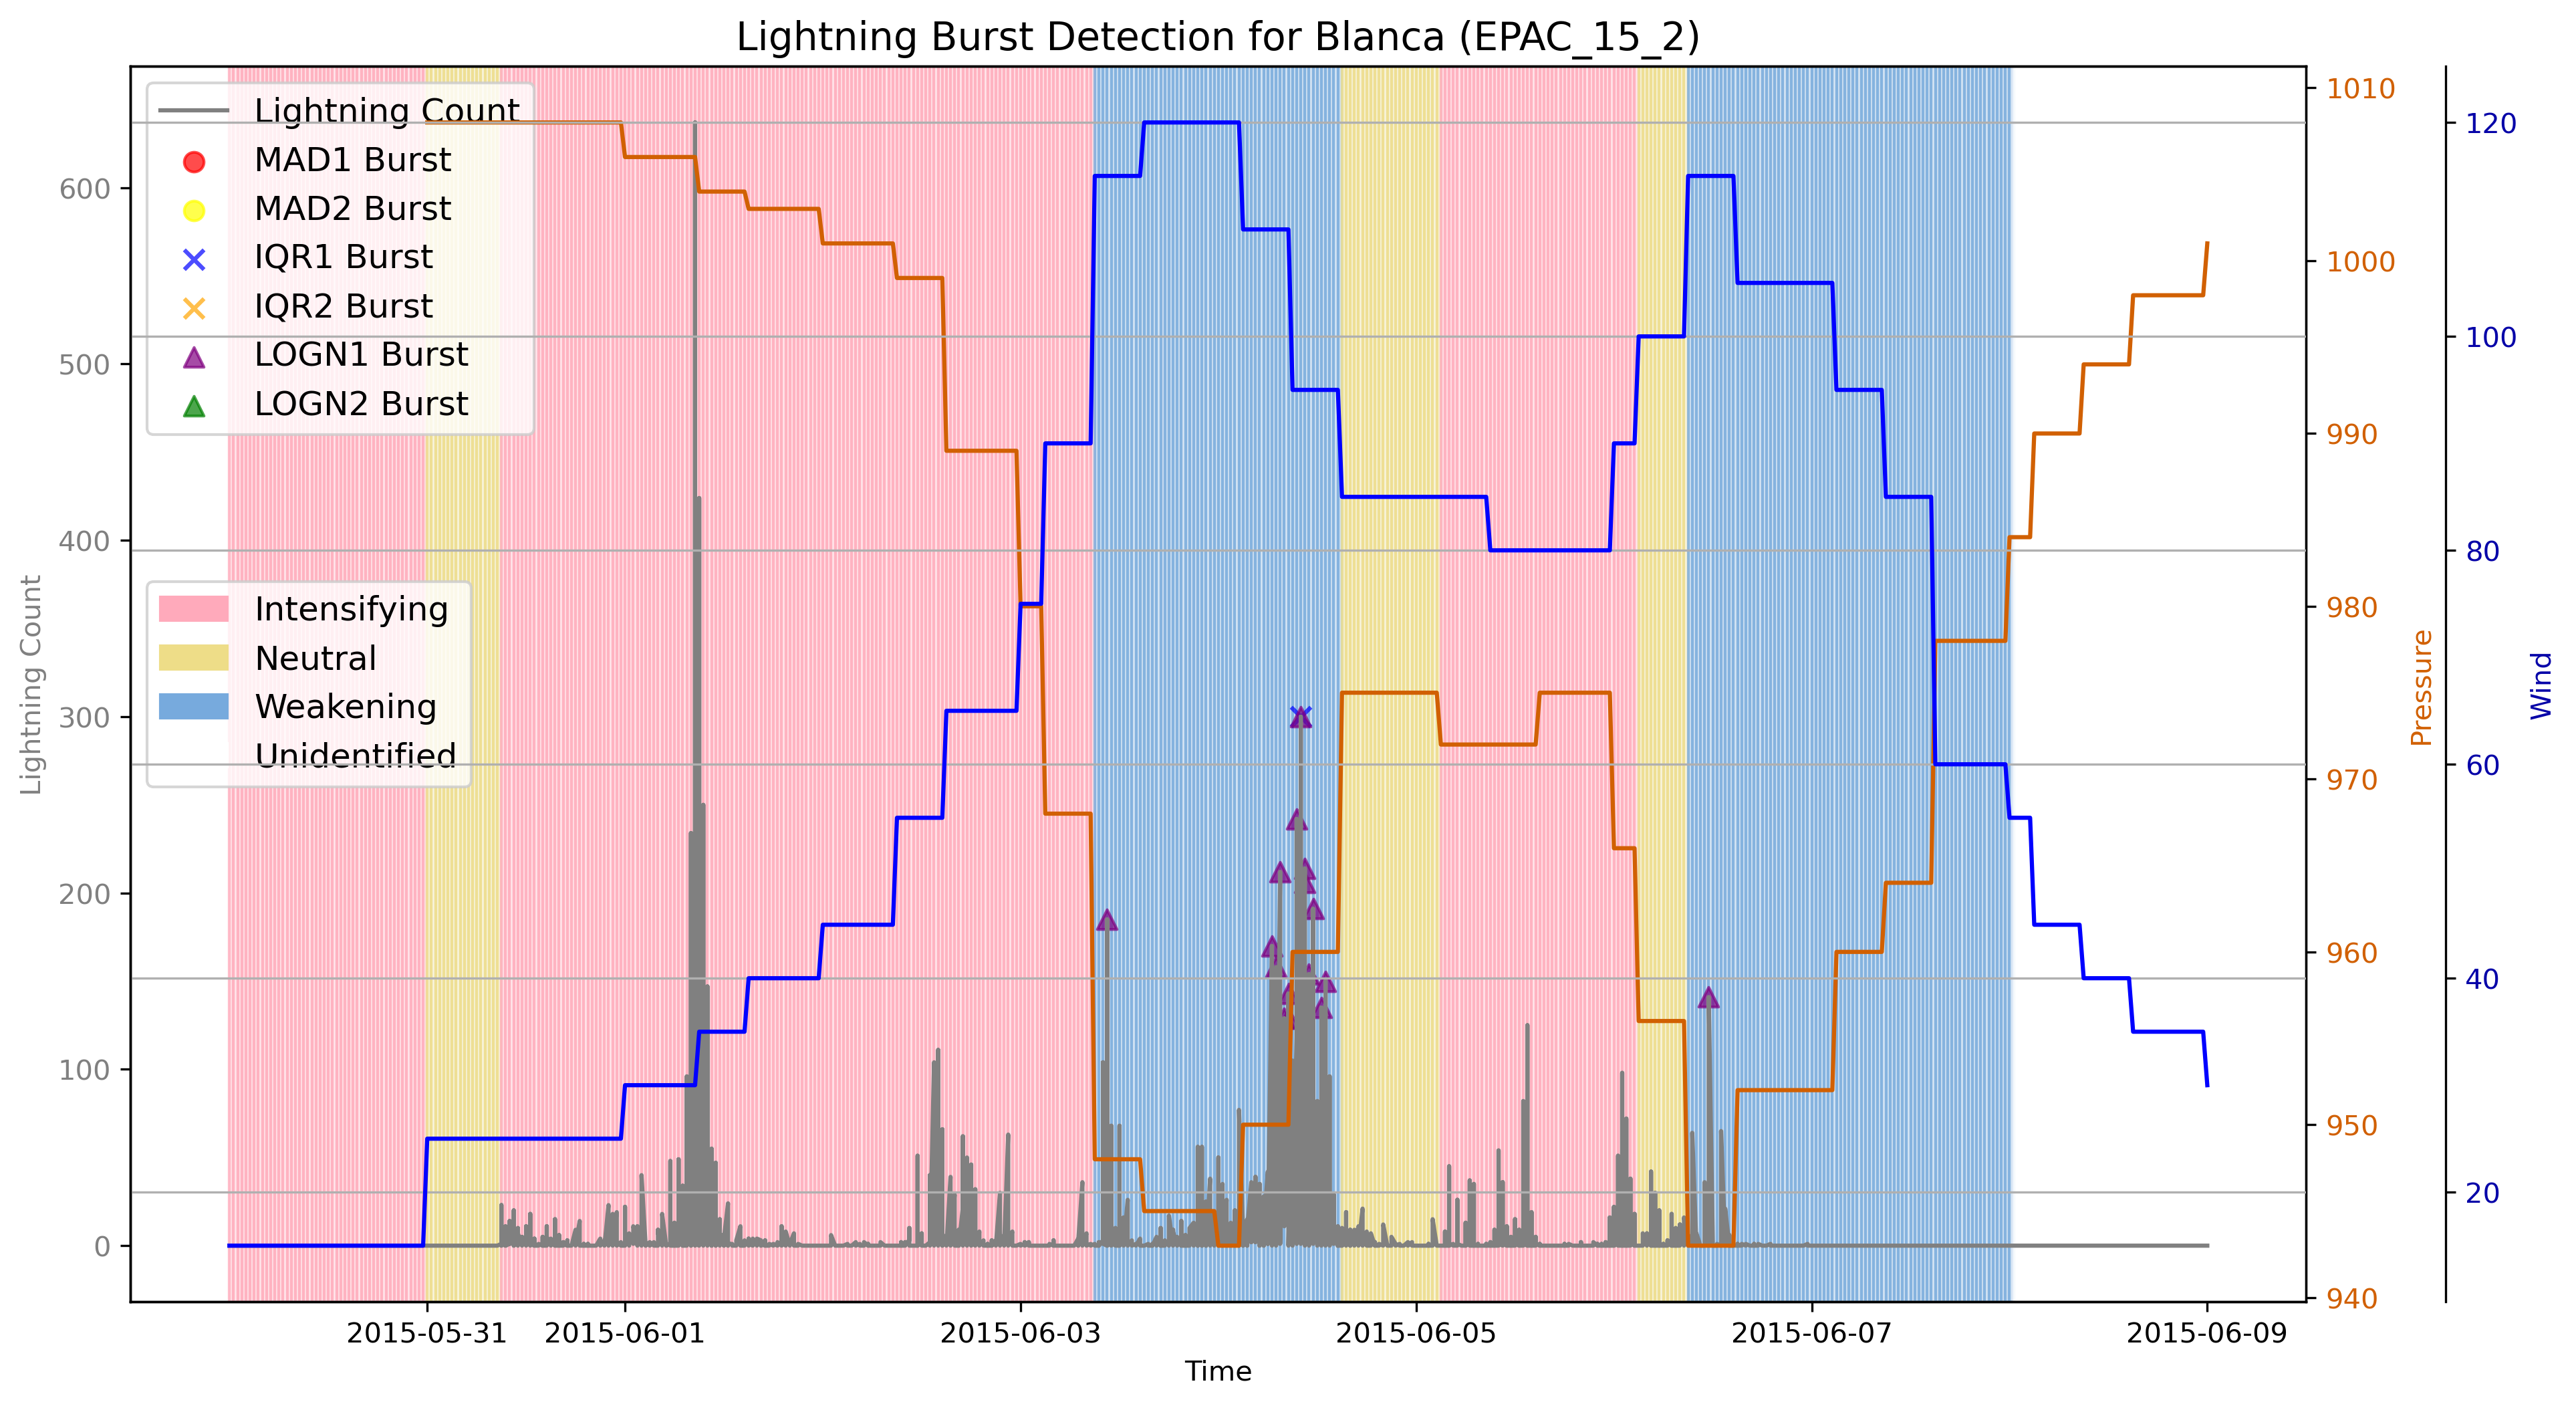 Lightning Burst Detection for Blanca (EPAC_15_2)
Lightning Count
MAD1 Burst
MAD2 Burst
IQR1 Burst
IQR2 Burst
LOGN1 Burst
LOGN2 Burst
Intensifying
Neutral
Weakening
Unidentified
Lightning Count
600
500
400
300
200
100
0
1010
1000
990
980
970
960
950
940
Pressure
120
100
80
60
40
20
Wind
2015-05-31 2015-06-01 2015-06-03 2015-06-05 2015-06-07 2015-06-09
Time